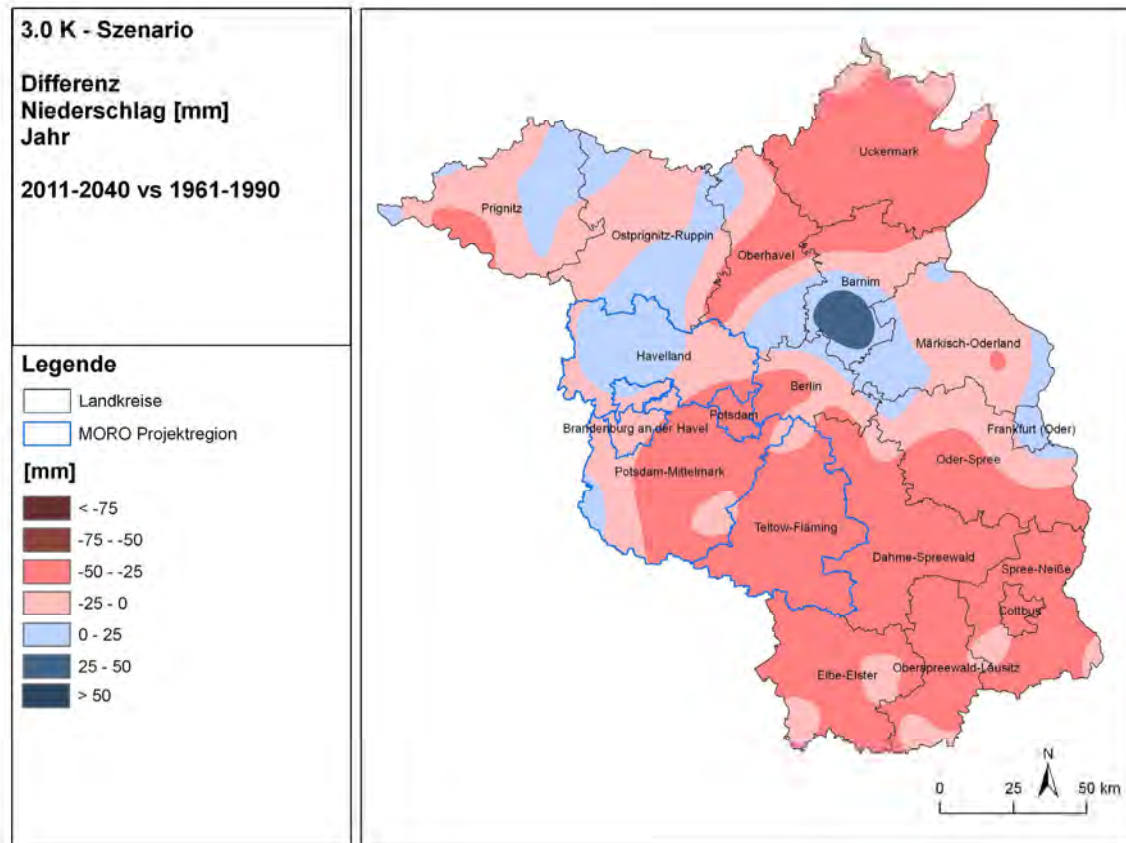 3.0 K - Szenario
Differenz
Niederschlag [mm]
Jahr
2011-2040 vs 1961-1990
Legende
Landkreise
MORO Projektregion
[mm]
< -75
-75 - -50
-50 - -25
-25 - 0
0 - 25
25 - 50
> 50
Uckermark
Prignitz
Ostprignitz-Ruppin
Oberhavel
Barnim
Märkisch-Oderland
Havelland
Berlin
Potsdam
Brandenburg an der Havel
Frankfurt (Oder)
Oder-Spree
Potsdam-Mittelmark
Teltow-Fläming
Dahme-Spreewald
Spree-Neiße
Cottbus
Oberspreewald-Lausitz
Elbe-Elster
N
0 25 50 km